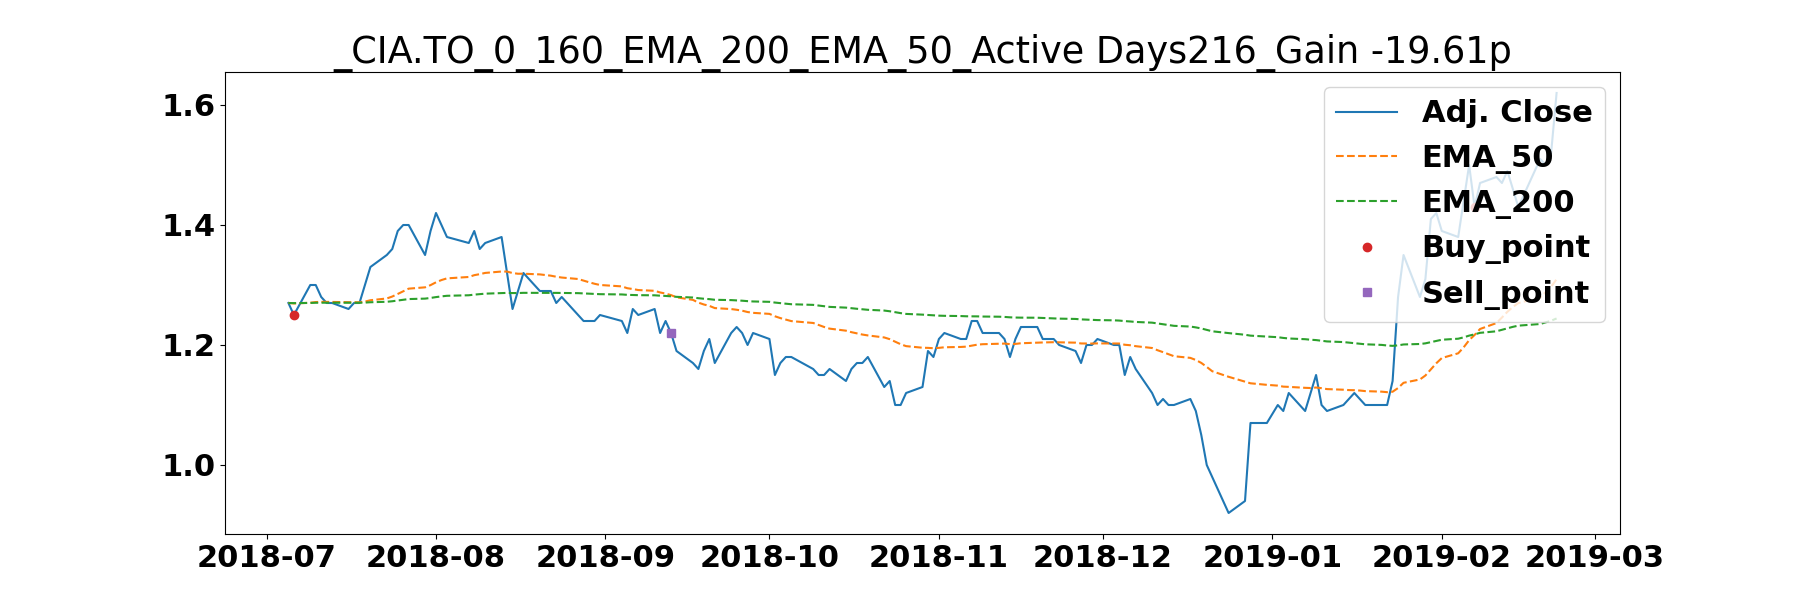 _CIA.TO_0_160_EMA_200_EMA_50_Active Days216_Gain -19.61p
1.6
1.4
1.2
1.0
Adj. Close
EMA_50
EMA_200
Buy_point
Sell_point
2018-07 2018-08 2018-09 2018-10 2018-11 2018-12 2019-01 2019-02 2019-03